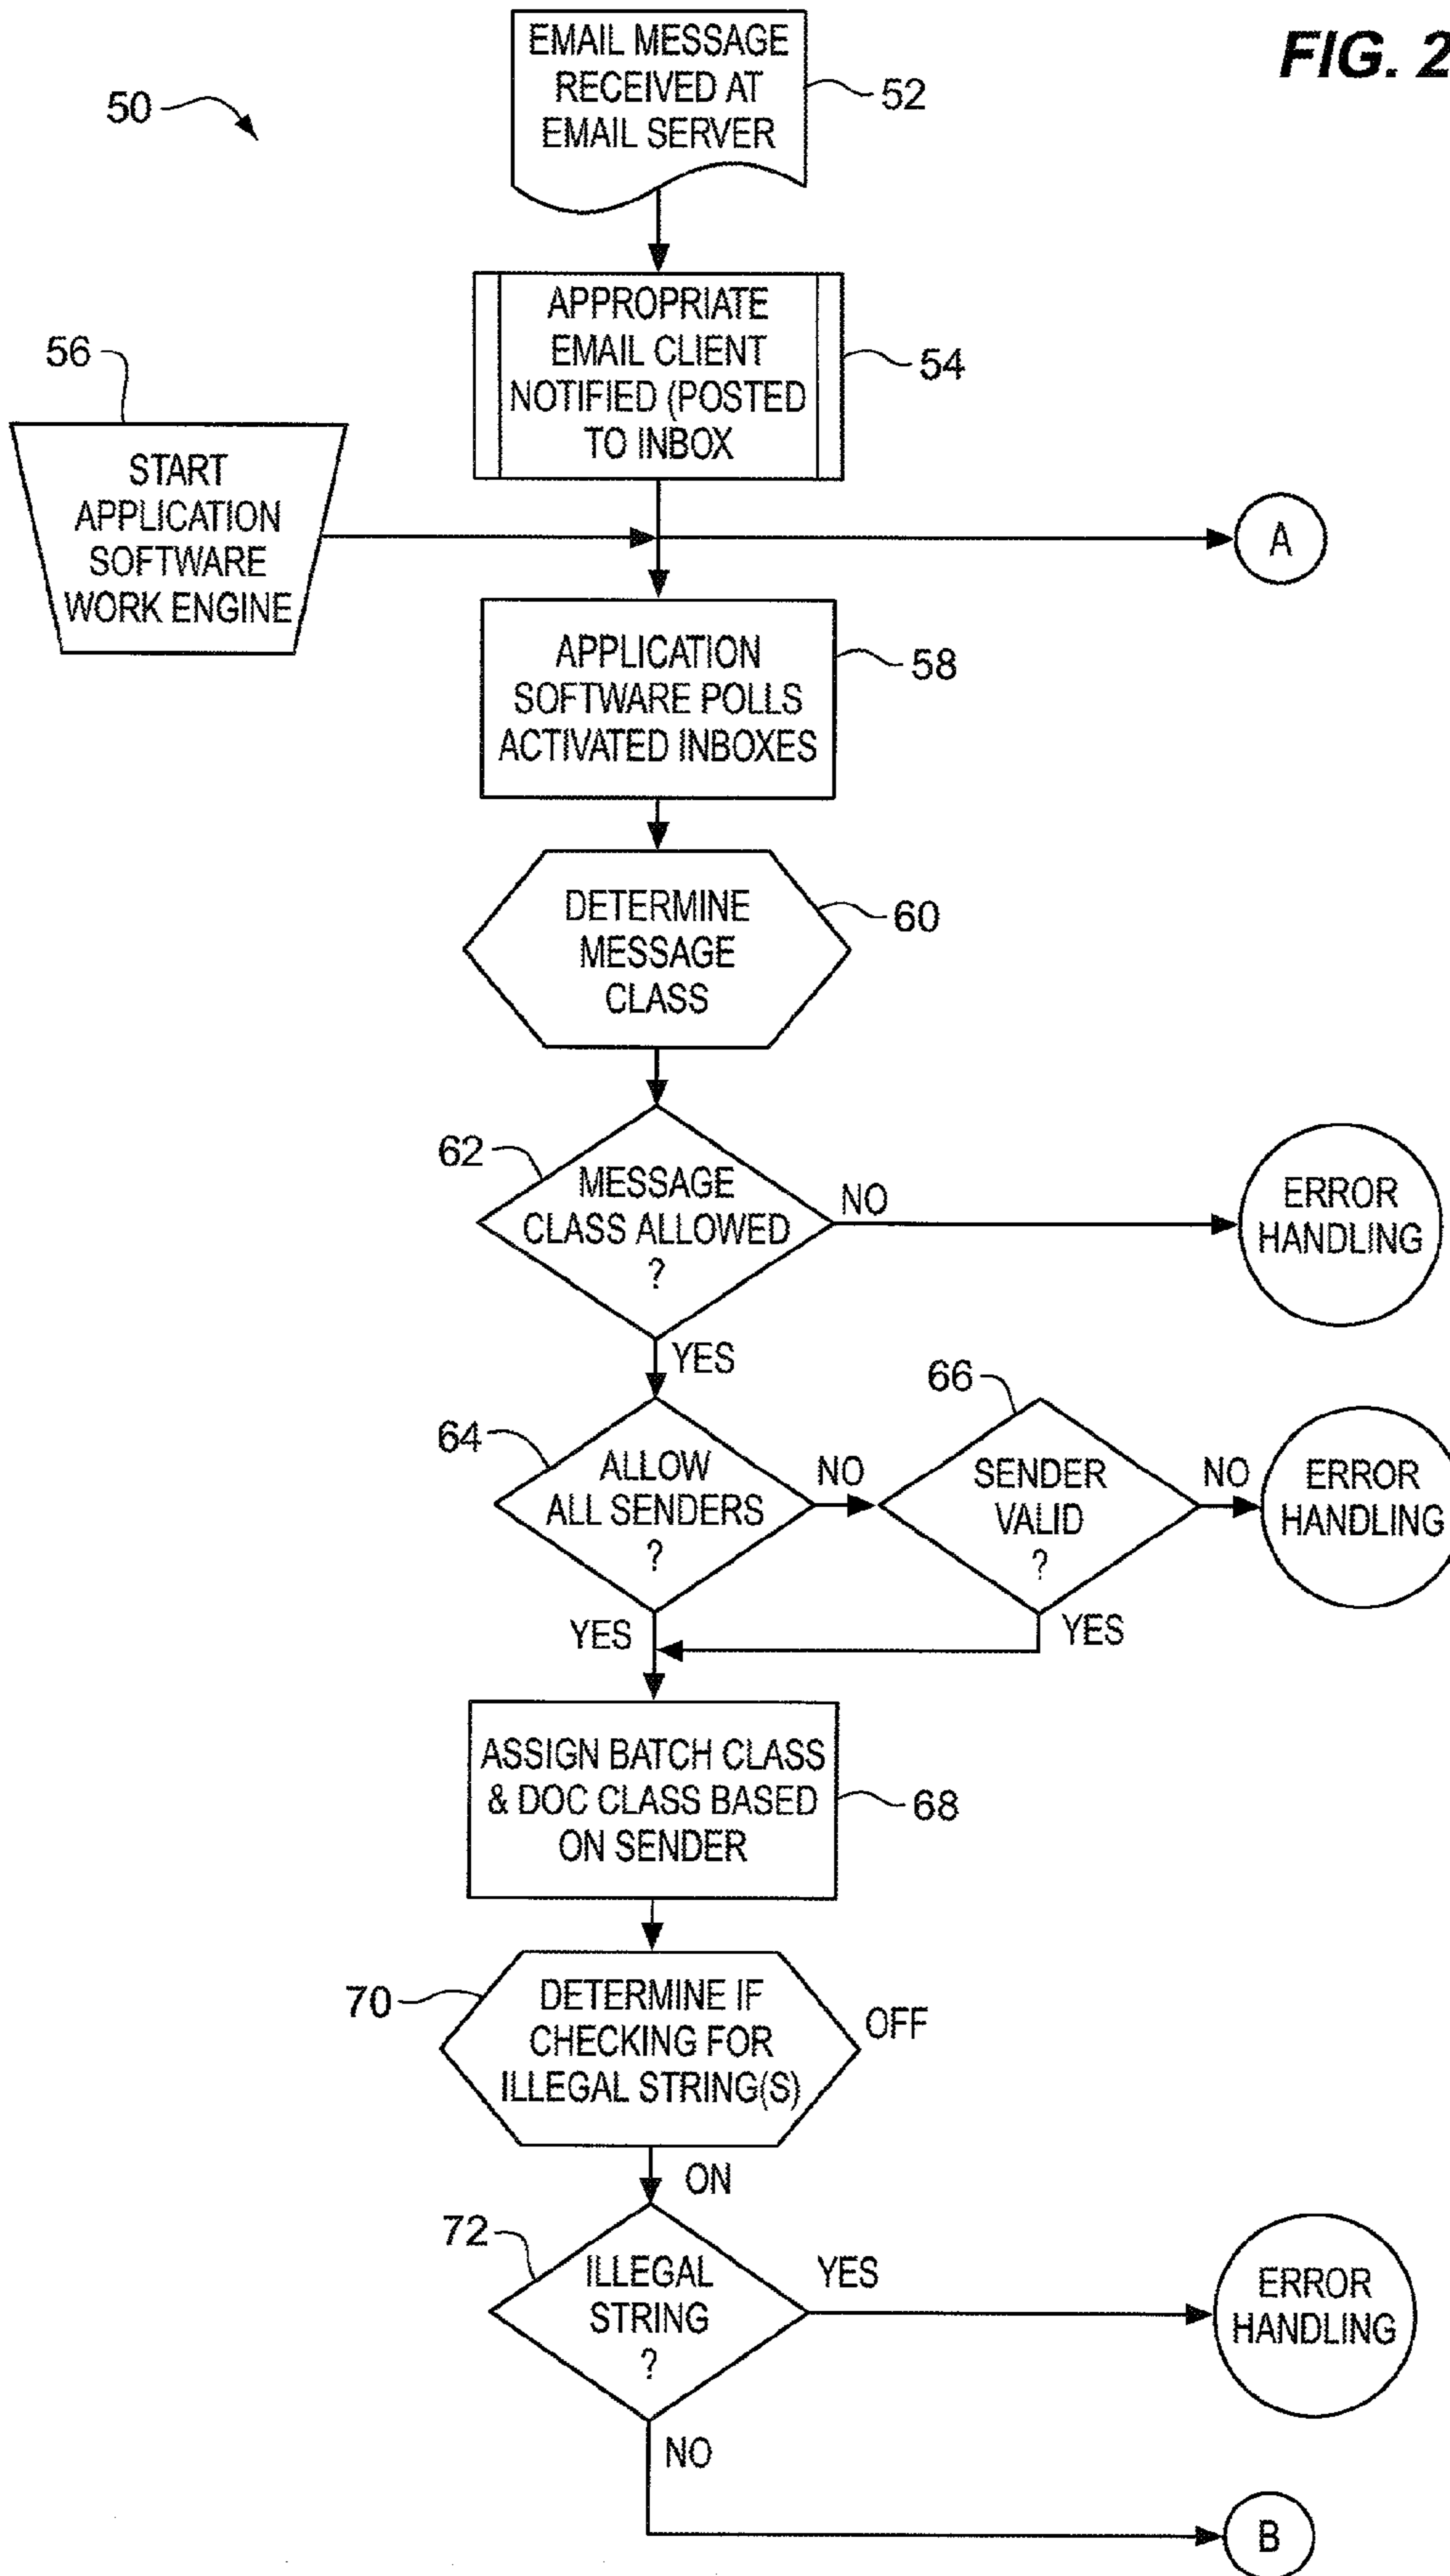 FIG. 2
50
EMAIL MESSAGE
RECEIVED AT
EMAIL SERVER
52
APPROPRIATE
EMAIL CLIENT
NOTIFIED (POSTED
TO INBOX
54
56
START
APPLICATION
SOFTWARE
WORK ENGINE
A
APPLICATION
SOFTWARE POLLS
ACTIVATED INBOXES
58
DETERMINE
MESSAGE
CLASS
60
62
MESSAGE
CLASS ALLOWED
?
NO
ERROR
HANDLING
YES
64
ALLOW
ALL SENDERS
?
NO
66
SENDER
VALID
?
NO
ERROR
HANDLING
YES
YES
ASSIGN BATCH CLASS
& DOC CLASS BASED
ON SENDER
68
70
DETERMINE IF
CHECKING FOR
ILLEGAL STRING(S)
OFF
ON
72
ILLEGAL
STRING
?
YES
ERROR
HANDLING
NO
B